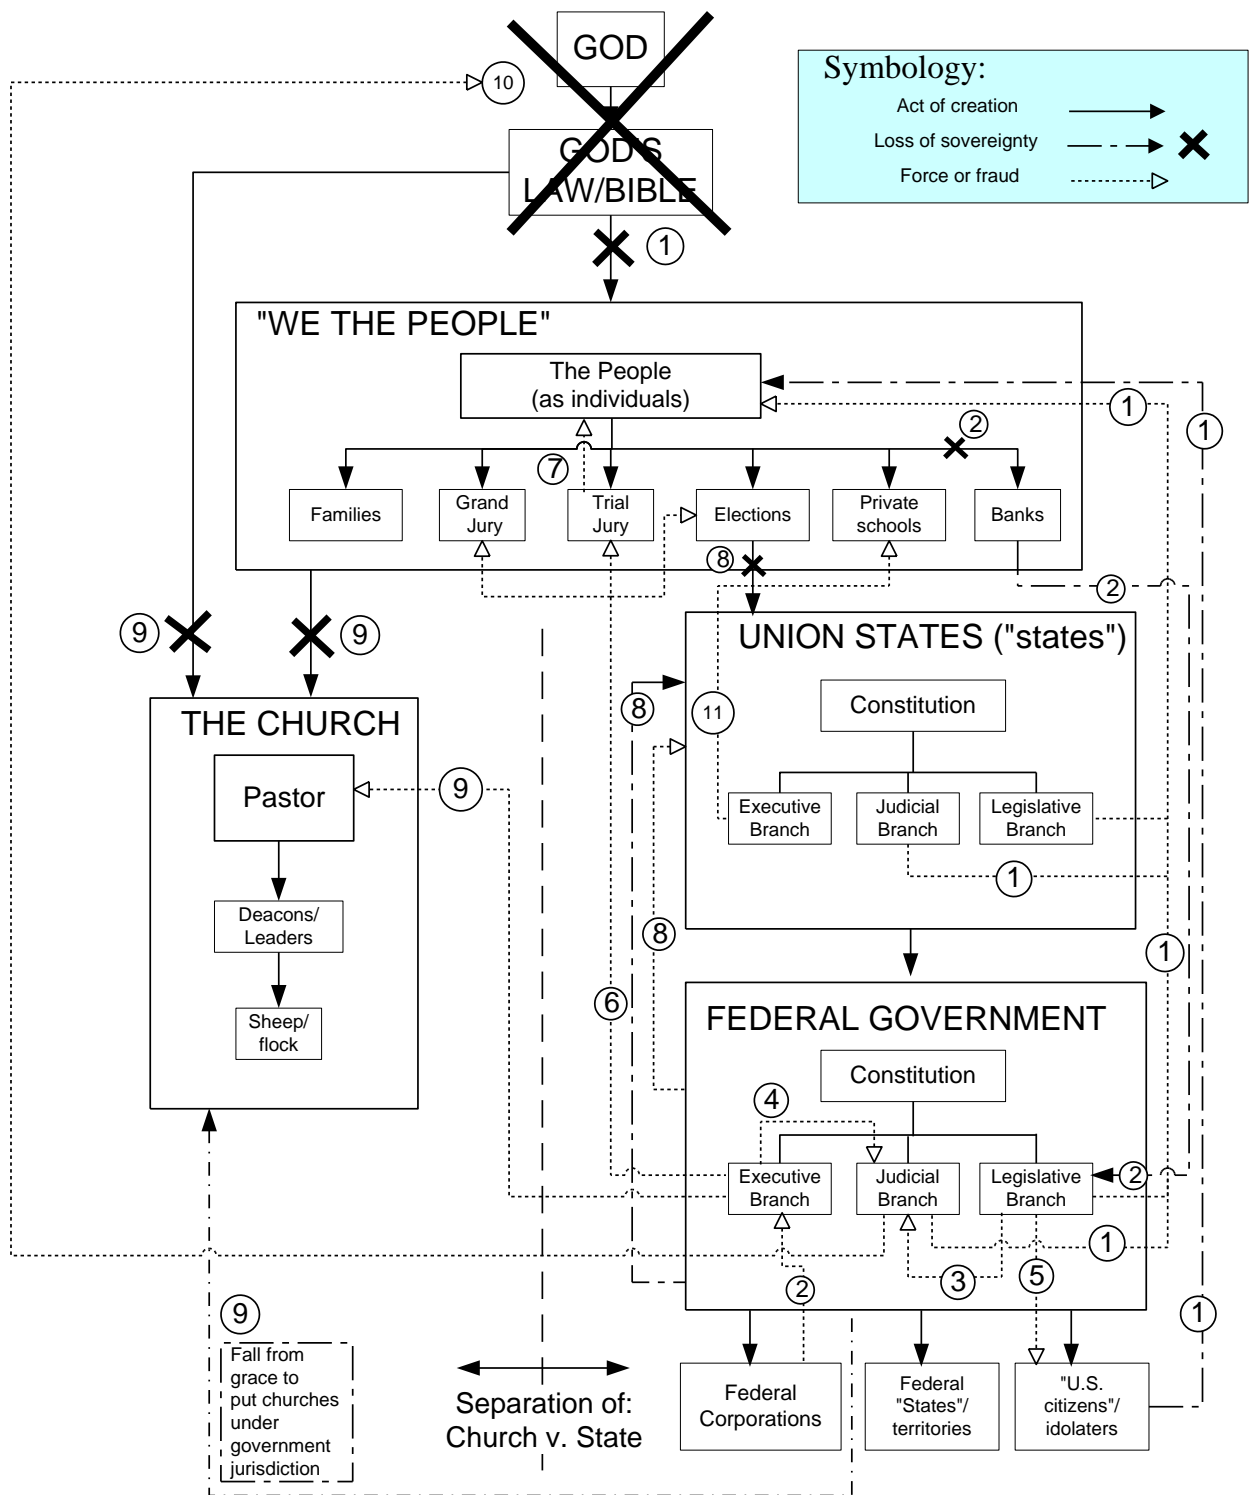 GOD
10
GOD'S
LAW/BIBLE
1
Symbology:
Act of creation
Loss of sovereignty
Force or fraud
"WE THE PEOPLE"
The People
(as individuals)
1
1
2
7
Families
Grand
Jury
Trial
Jury
Elections
Private
schools
Banks
8
2
9
9
UNION STATES ("states")
THE CHURCH
8
11
Constitution
Pastor
9
Executive
Branch
Judicial
Branch
Legislative
Branch
1
Deacons/
Leaders
8
1
6
Sheep/
flock
FEDERAL GOVERNMENT
Constitution
4
Executive
Branch
Judicial
Branch
Legislative
Branch
2
1
3
5
2
9
1
Fall from
grace to
put churches
under
government
jurisdiction
Separation of:
Church v. State
Federal
Corporations
Federal
"States"/
territories
"U.S.
citizens"/
idolaters